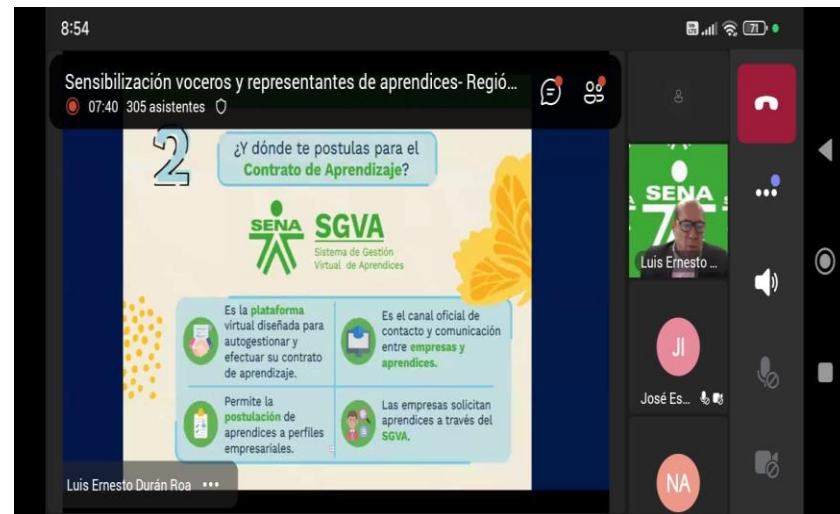 8:54
71
Sensibilización voceros y representantes de aprendices- Regió...
07:40 305 asistentes
2
¿Y dónde te postulas para el
Contrato de Aprendizaje?
SENA
SGVA
Sistema de Gestión
Virtual de Aprendices
Es la plataforma
virtual diseñada para
autogestionar y
efectuar su contrato
de aprendizaje.
Es el canal oficial de
contacto y comunicación
entre empresas y
aprendices.
Permite la
postulación de
aprendices a perfiles
empresariales.
Las empresas solicitan
aprendices a través del
SGVA.
Luis Ernesto Durán Roa
SENA
Luis Ernesto ...
JI
José Es...
NA